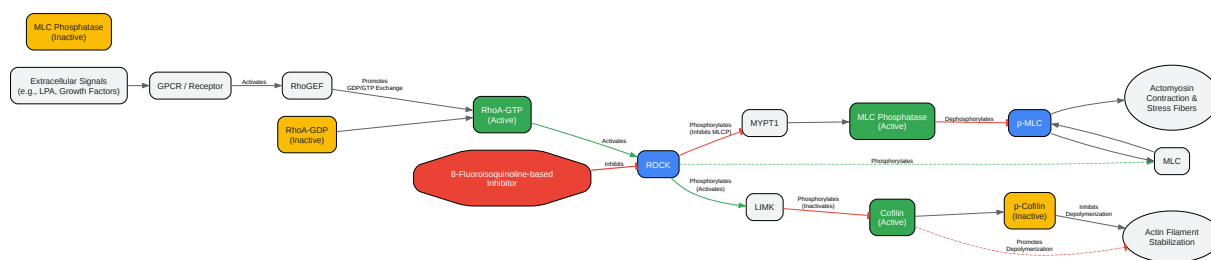 MLC Phosphatase
(Inactive)
Extracellular Signals
(e.g., LPA, Growth Factors)
GPCR / Receptor
Activates
RhoGEF
Promotes
GDP/GTP Exchange
RhoA-GDP
(Inactive)
RhoA-GTP
(Active)
Activates
8-Fluoroisoquinoline-based
Inhibitor
Inhibits
ROCK
Phosphorylates
(Inhibits MLCP)
MYPT1
MLC Phosphatase
(Active)
Dephosphorylates
p-MLC
Actomyosin
Contraction &
Stress Fibers
Phosphorylates
MLC
Phosphorylates
(Activates)
LIMK
Phosphorylates
(Inactivates)
Cofilin
(Active)
p-Cofilin
(Inactive)
Inhibits
Depolymerization
Promotes
Depolymerization
Actin Filament
Stabilization